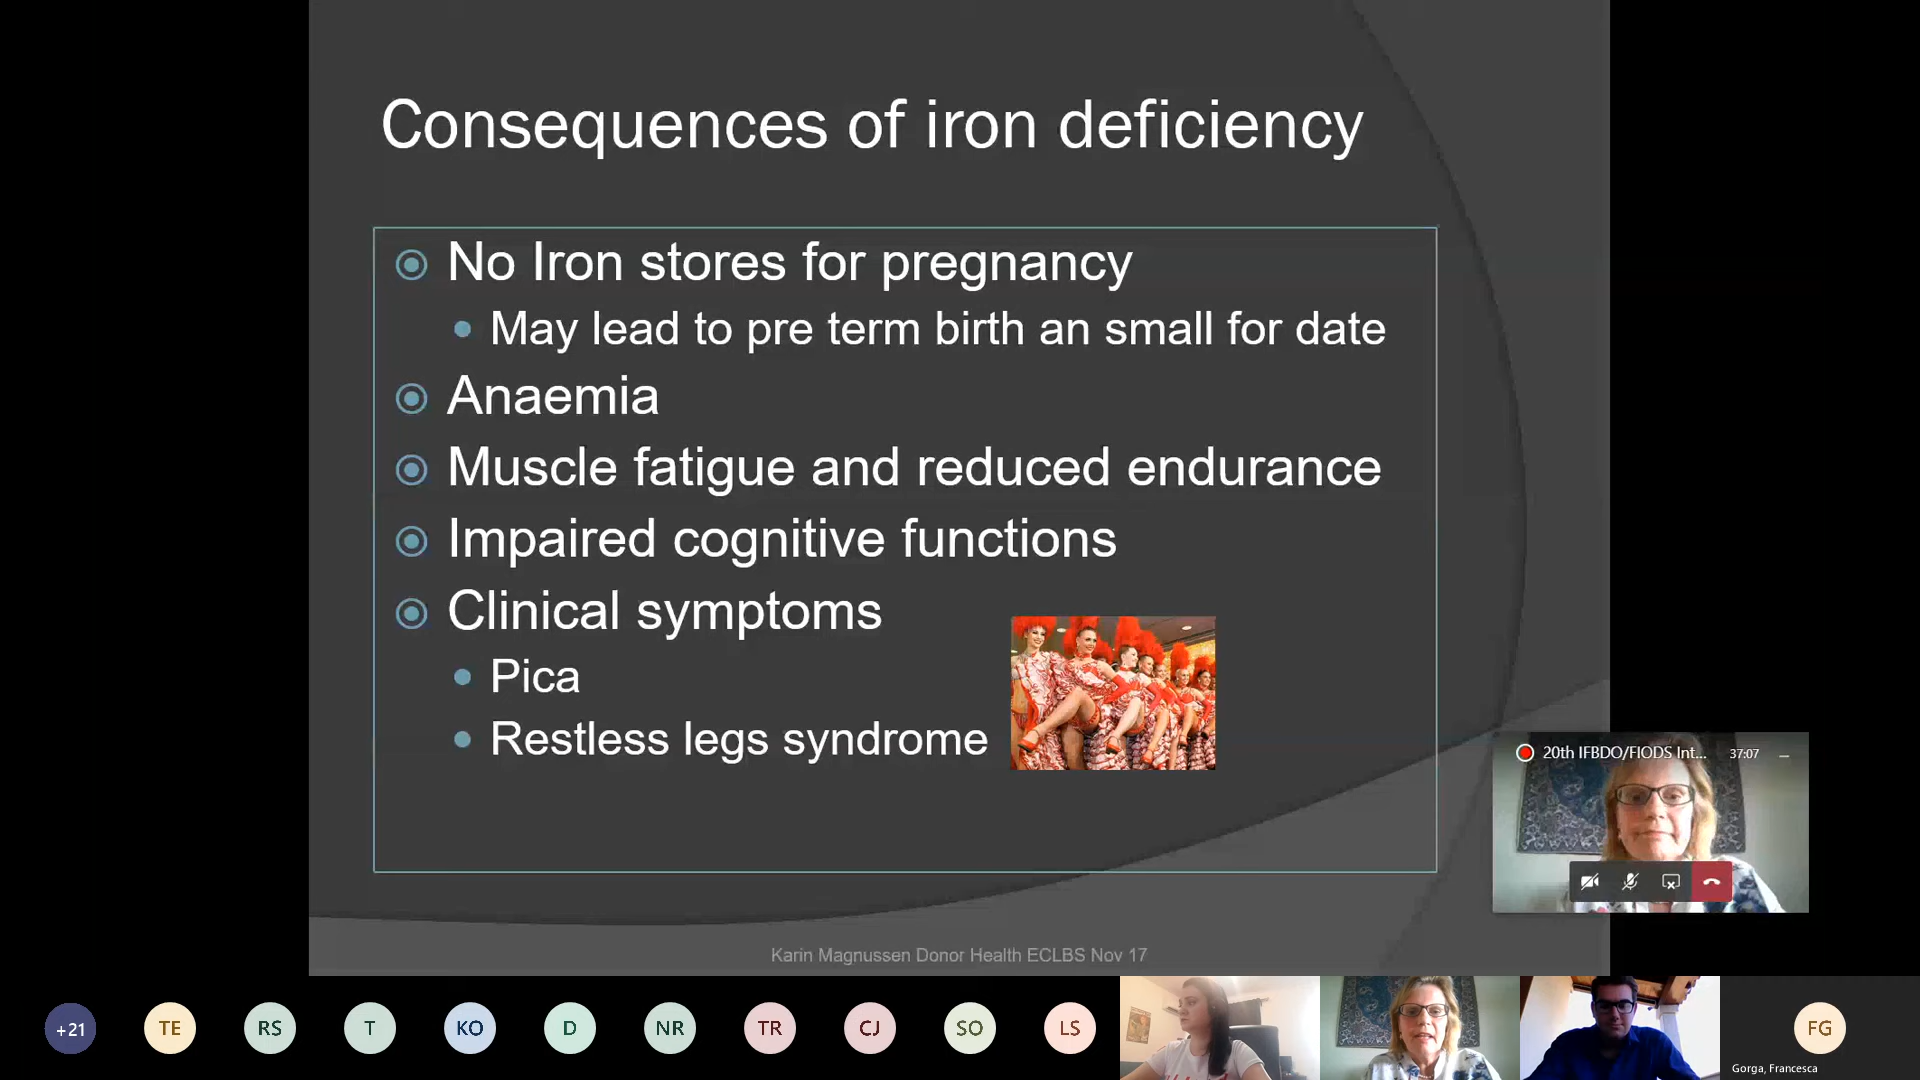 Consequences of iron deficiency
No Iron stores for pregnancy
May lead to pre term birth an small for date
Anaemia
Muscle fatigue and reduced endurance
Impaired cognitive functions
Clinical symptoms
Pica
Restless legs syndrome
20th IFBDO/FIODS Int... 37:07
Karin Magnussen Donor Health ECLBS Nov 17
+21 TE RS T KO D NR TR CJ SO LS FG
Gorga, Francesca